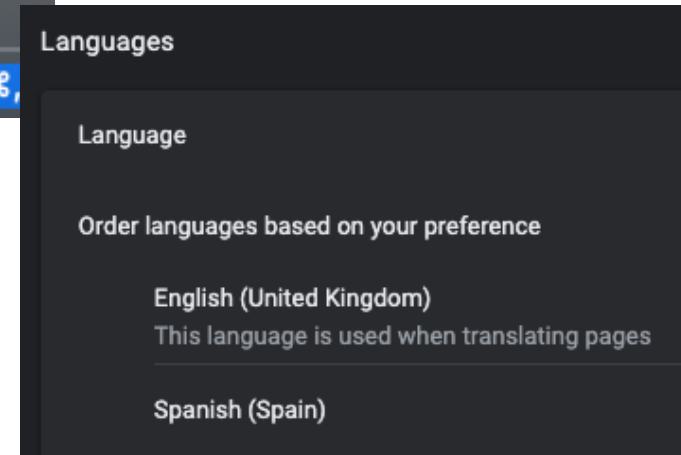 ⌘,
Languages
Language
Order languages based on your preference
English (United Kingdom)
This language is used when translating pages
Spanish (Spain)